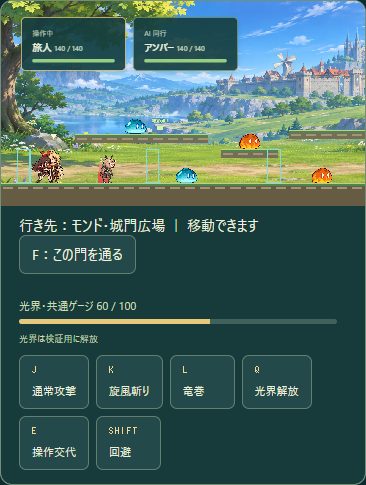 操作中
旅人 140 / 140
AI 同行
アンバー 140 / 140
行き先：モンド・城門広場 | 移動できます
F：この門を通る
光界・共通ゲージ 60 / 100
光界は検証用に解放
J
通常攻撃
K
旋風斬り
L
竜巻
Q
光界解放
E
操作交代
SHIFT
回避